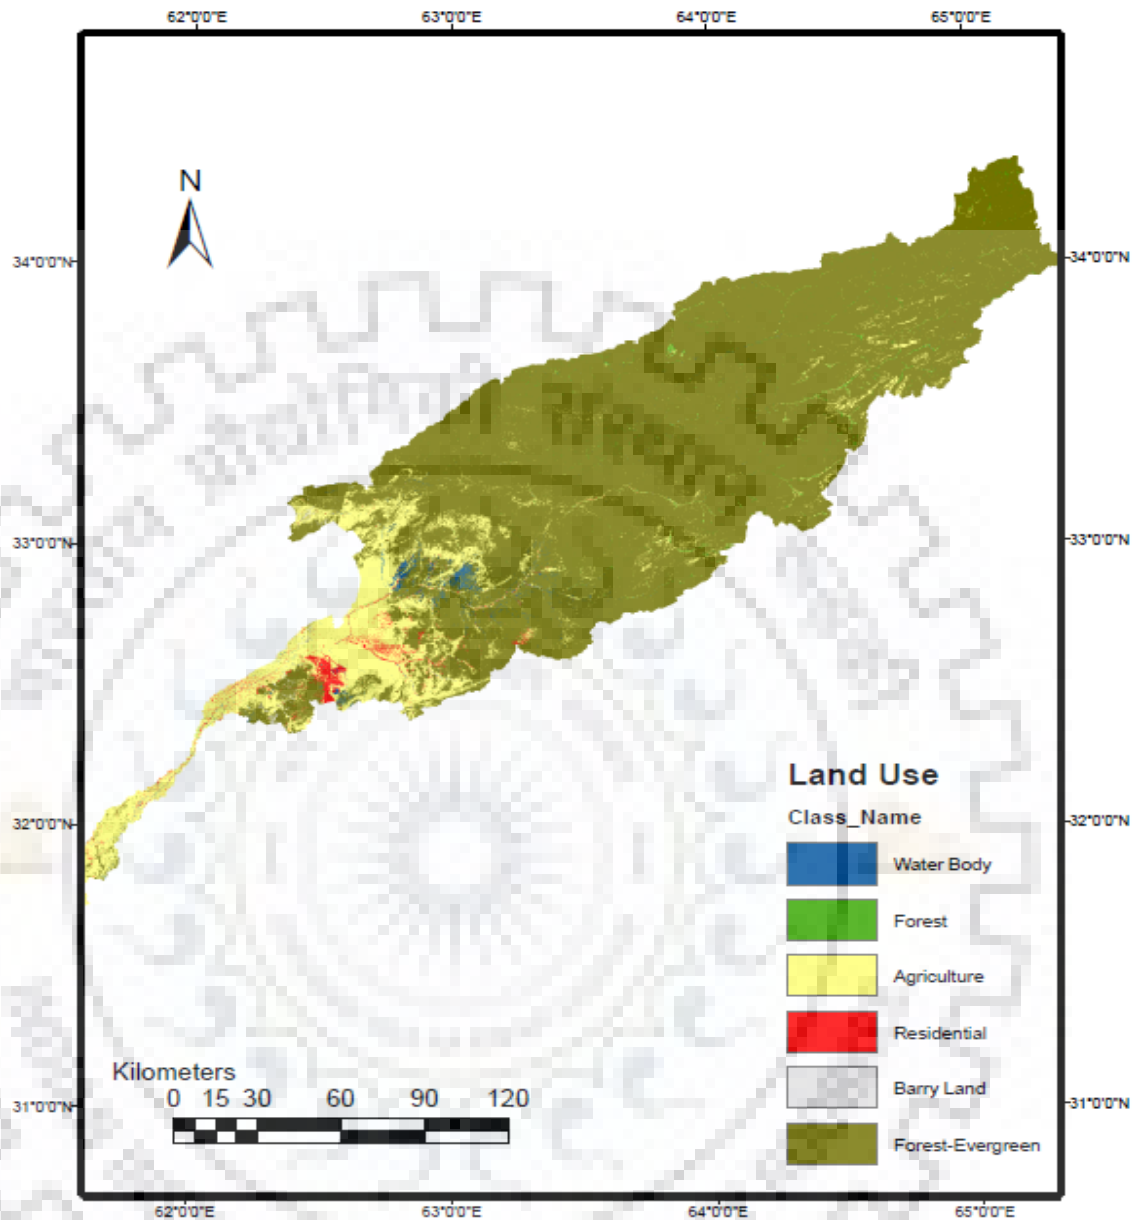 62°0'0"E 63°0'0"E 64°0'0"E 65°0'0"E
N
34°0'0"N 34°0'0"N
33°0'0"N 33°0'0"N
Land Use
Class_Name
32°0'0"N 32°0'0"N
Water Body
Forest
Agriculture
Residential
Kilometers
0 15 30 60 90 120
Barry Land
31°0'0"N 31°0'0"N
Forest-Evergreen
62°0'0"E 63°0'0"E 64°0'0"E 65°0'0"E